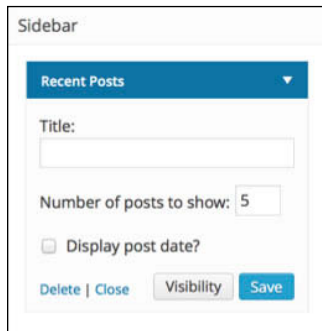 Sidebar
Recent Posts
Title:
Number of posts to show: 5
Display post date?
Delete | Close Visibility Save